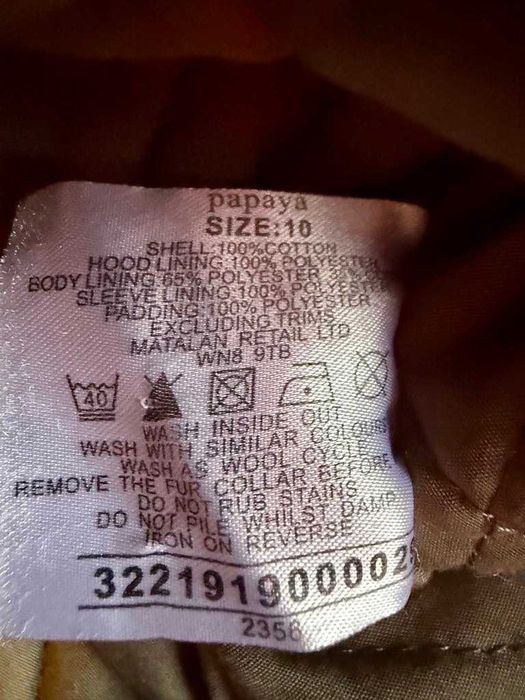 papaya
SIZE:10
SHELL:100%COTTON
HOOD LINING:100% POLYESTER
BODY LINING:65% POLYESTER
SLEEVE LINING:100% POLYESTER
PADDING:100% POLYESTER
EXCLUDING TRIMS
MATALAN RETAIL LTD
WN8 9TB
40
WASH INSIDE OUT
WASH WITH SIMILAR COLOURS
WASH AS WOOL CYCLE
REMOVE THE FUR COLLAR BEFORE
DO NOT RUB STAINS
DO NOT PILE WHILST DAMP
IRON ON REVERSE
3221919000025
2356